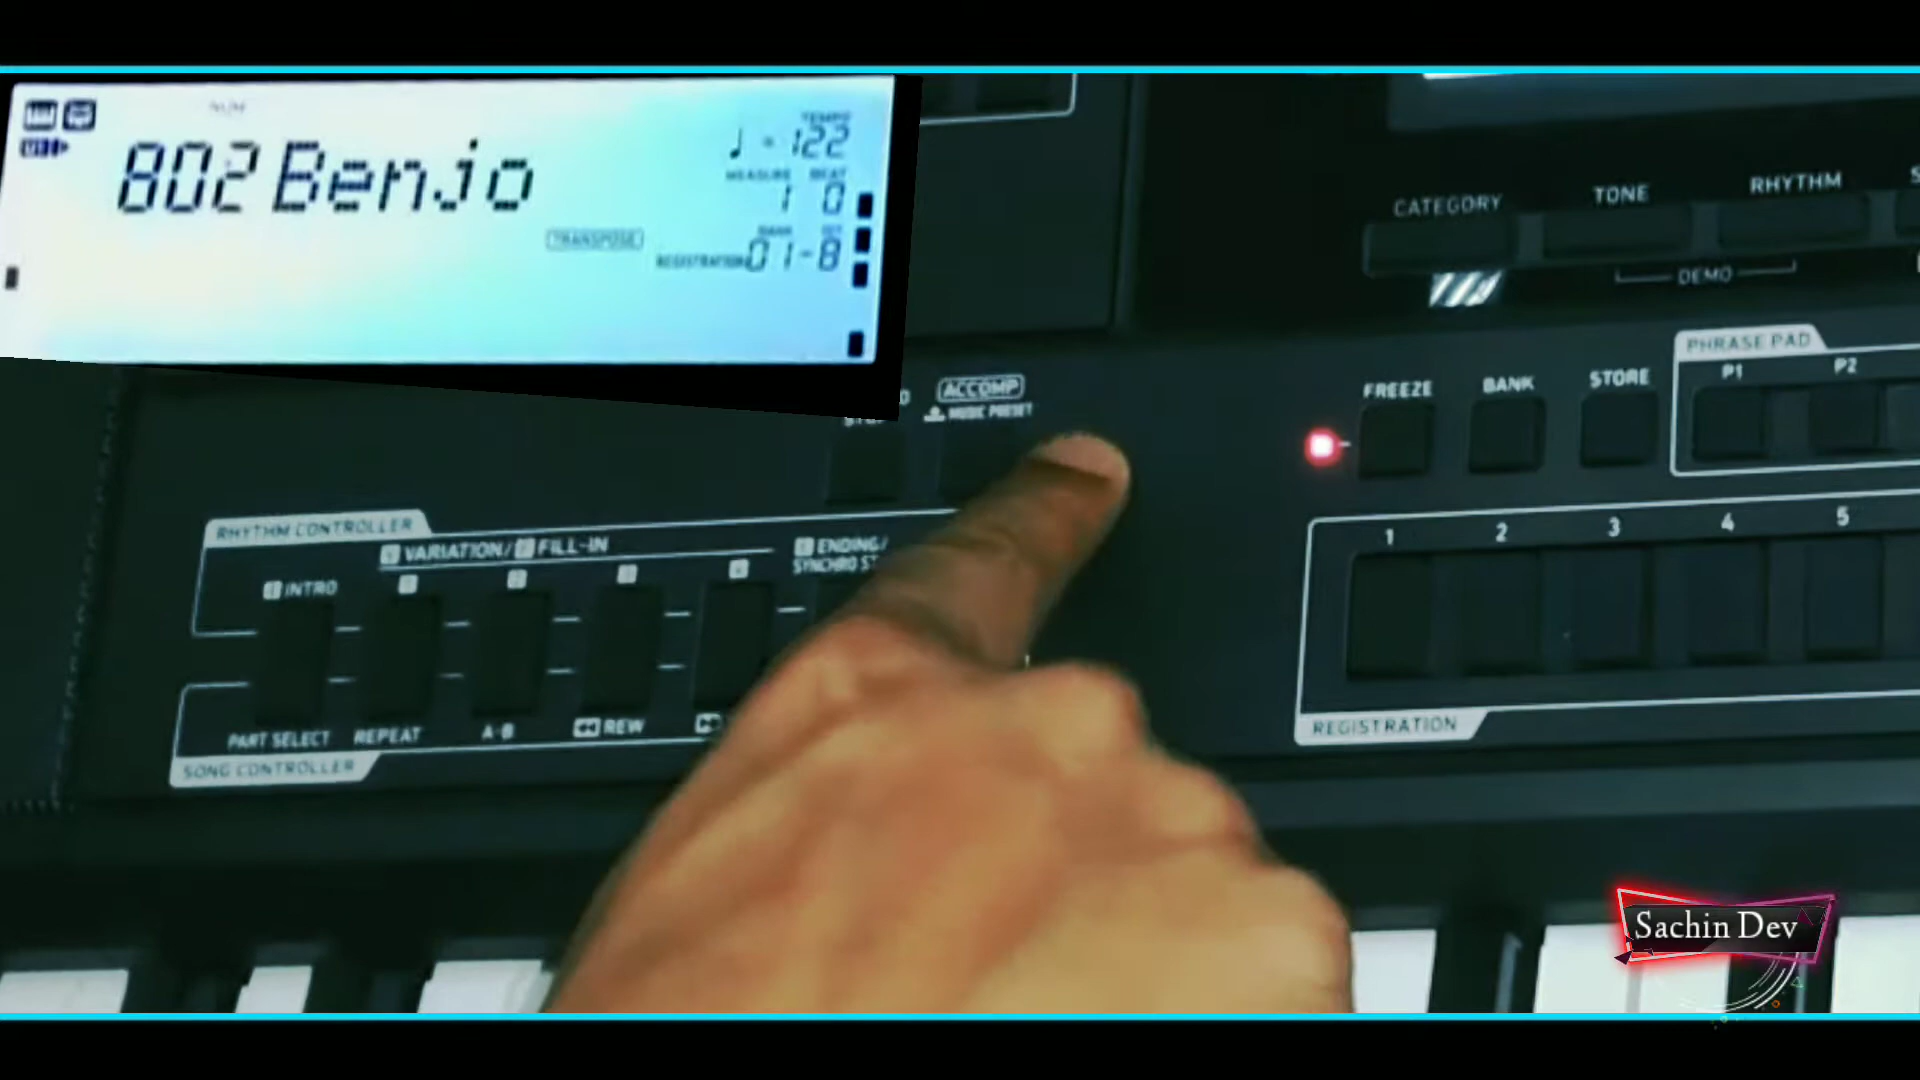 802 Benjo
TEMPO
♩ = 122
MEASURE BEAT
1 0
TRANSPOSE
BANK SET
REGISTRATION 01-8
CATEGORY
TONE
RHYTHM
DEMO
ACCOMP
MUSIC PRESET
FREEZE
BANK
STORE
PHRASE PAD
P1
P2
RHYTHM CONTROLLER
VARIATION/ FILL-IN
ENDING/
SYNCHRO
INTRO
1 2 3 4 5
PART SELECT
REPEAT
A-B
REW
SONG CONTROLLER
REGISTRATION
Sachin Dev